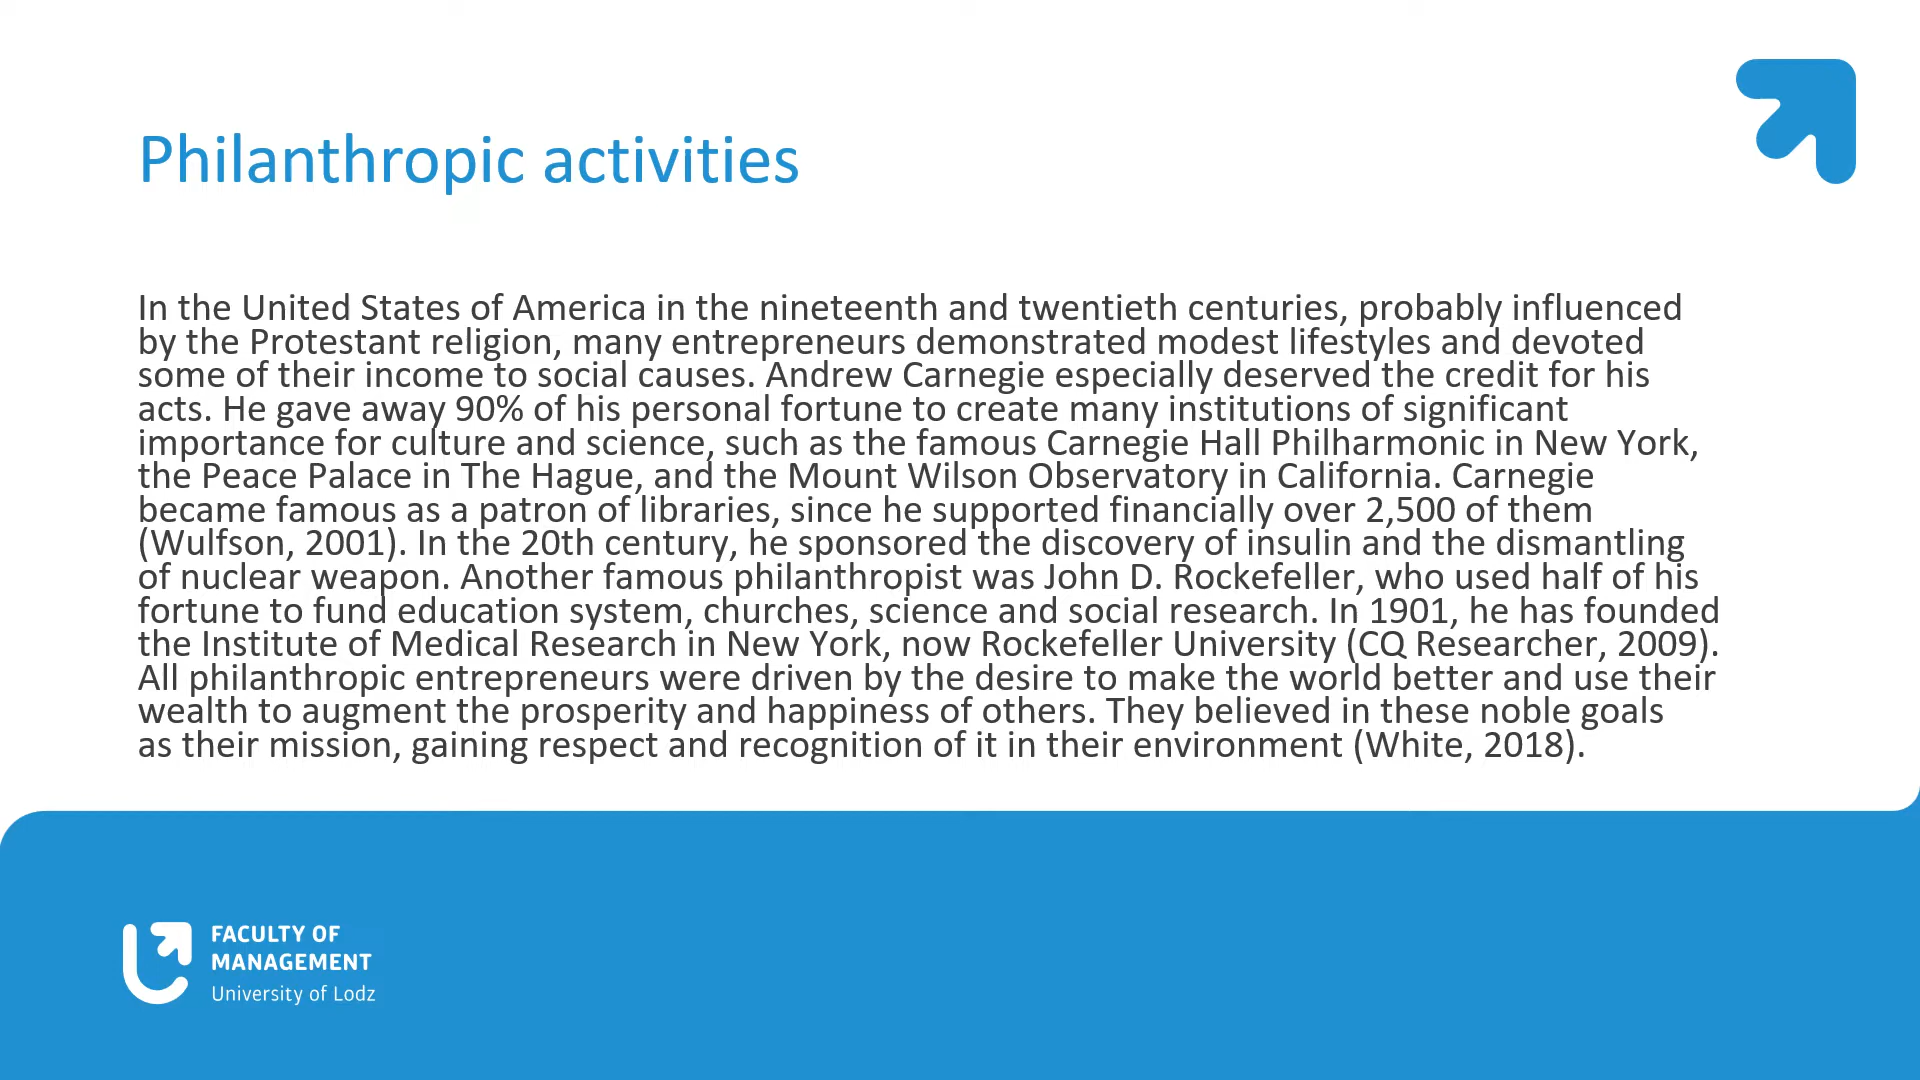 Philanthropic activities
In the United States of America in the nineteenth and twentieth centuries, probably influenced
by the Protestant religion, many entrepreneurs demonstrated modest lifestyles and devoted
some of their income to social causes. Andrew Carnegie especially deserved the credit for his
acts. He gave away 90% of his personal fortune to create many institutions of significant
importance for culture and science, such as the famous Carnegie Hall Philharmonic in New York,
the Peace Palace in The Hague, and the Mount Wilson Observatory in California. Carnegie
became famous as a patron of libraries, since he supported financially over 2,500 of them
(Wulfson, 2001). In the 20th century, he sponsored the discovery of insulin and the dismantling
of nuclear weapon. Another famous philanthropist was John D. Rockefeller, who used half of his
fortune to fund education system, churches, science and social research. In 1901, he has founded
the Institute of Medical Research in New York, now Rockefeller University (CQ Researcher, 2009).
All philanthropic entrepreneurs were driven by the desire to make the world better and use their
wealth to augment the prosperity and happiness of others. They believed in these noble goals
as their mission, gaining respect and recognition of it in their environment (White, 2018).
FACULTY OF
MANAGEMENT
University of Lodz